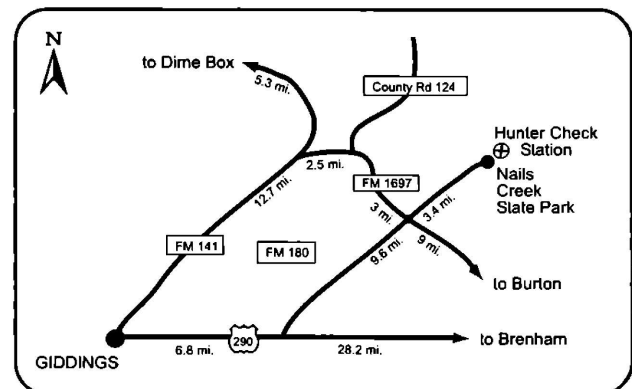 N
to Dime Box
5.3 mi.
County Rd 124
Hunter Check
Station
Nails
Creek
State Park
2.5 mi.
FM 1697
12.7 mi.
3 mi.
3.4 mi.
FM 141
FM 180
9.6 mi.
9 mi.
to Burton
GIDDINGS
6.8 mi.
290
28.2 mi.
to Brenham